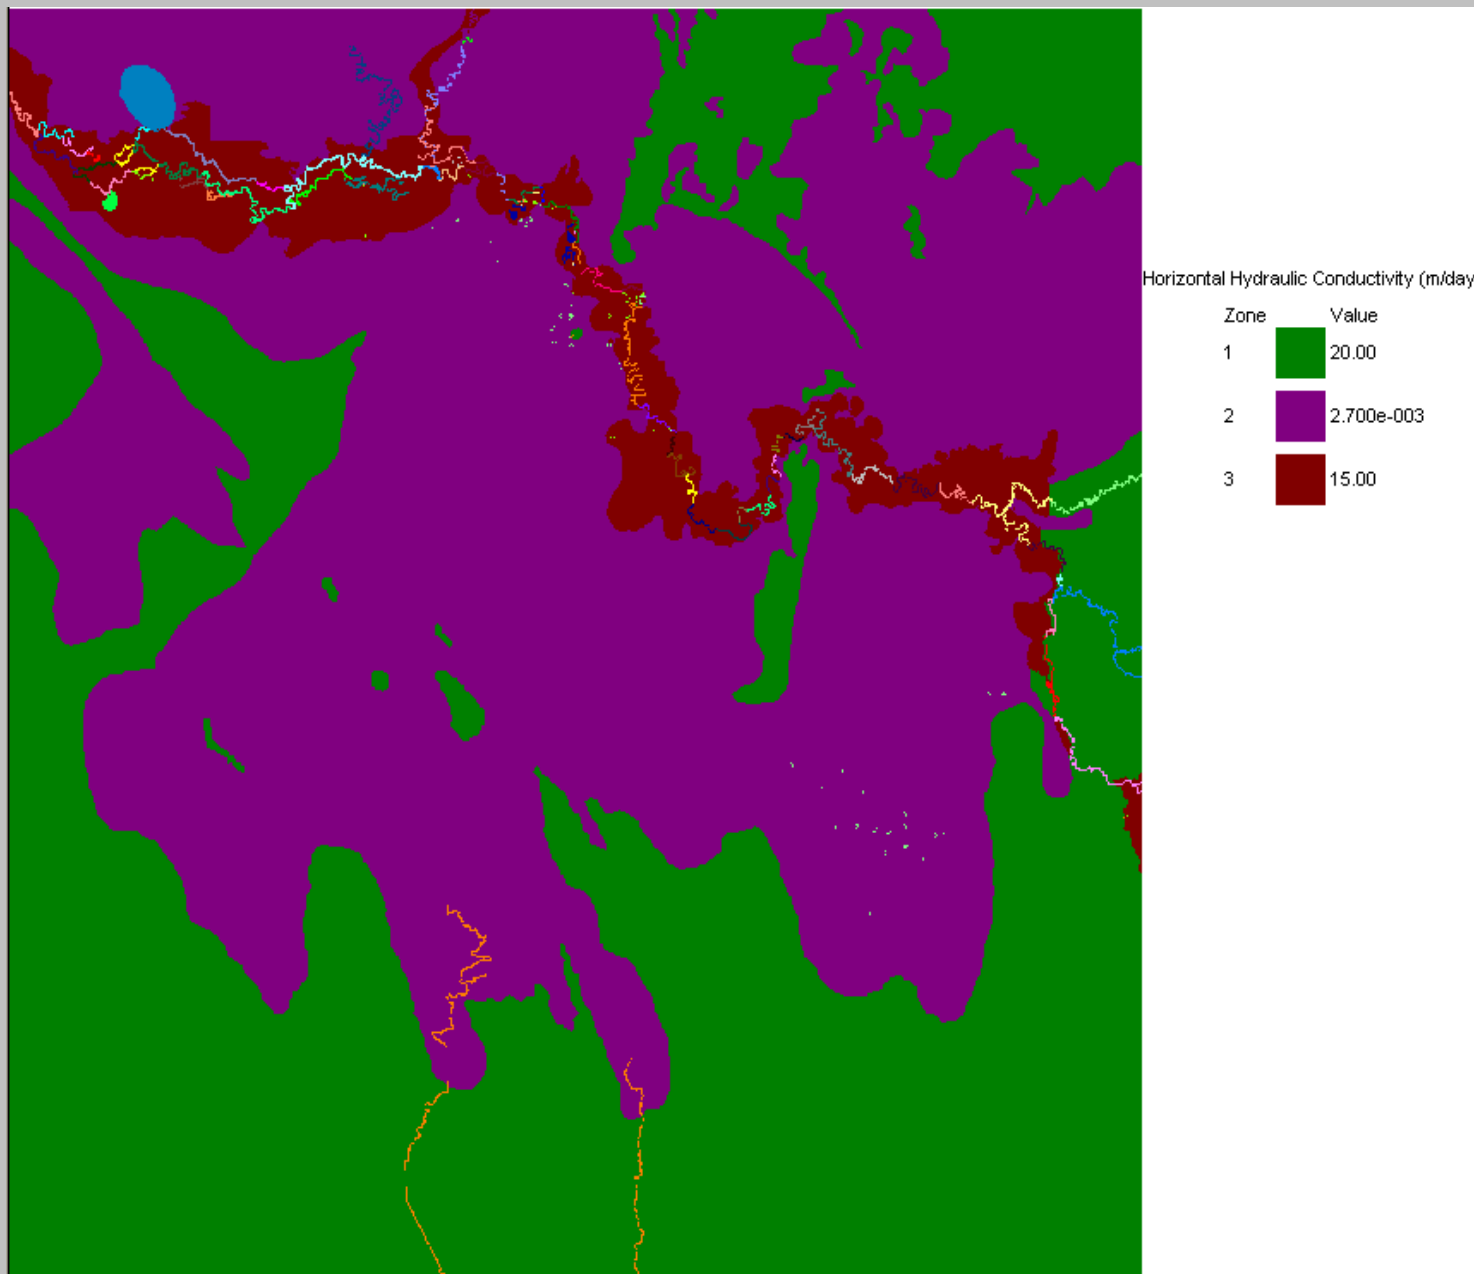 Horizontal Hydraulic Conductivity (m/day
Zone Value
1 20.00
2 2.700e-003
3 15.00